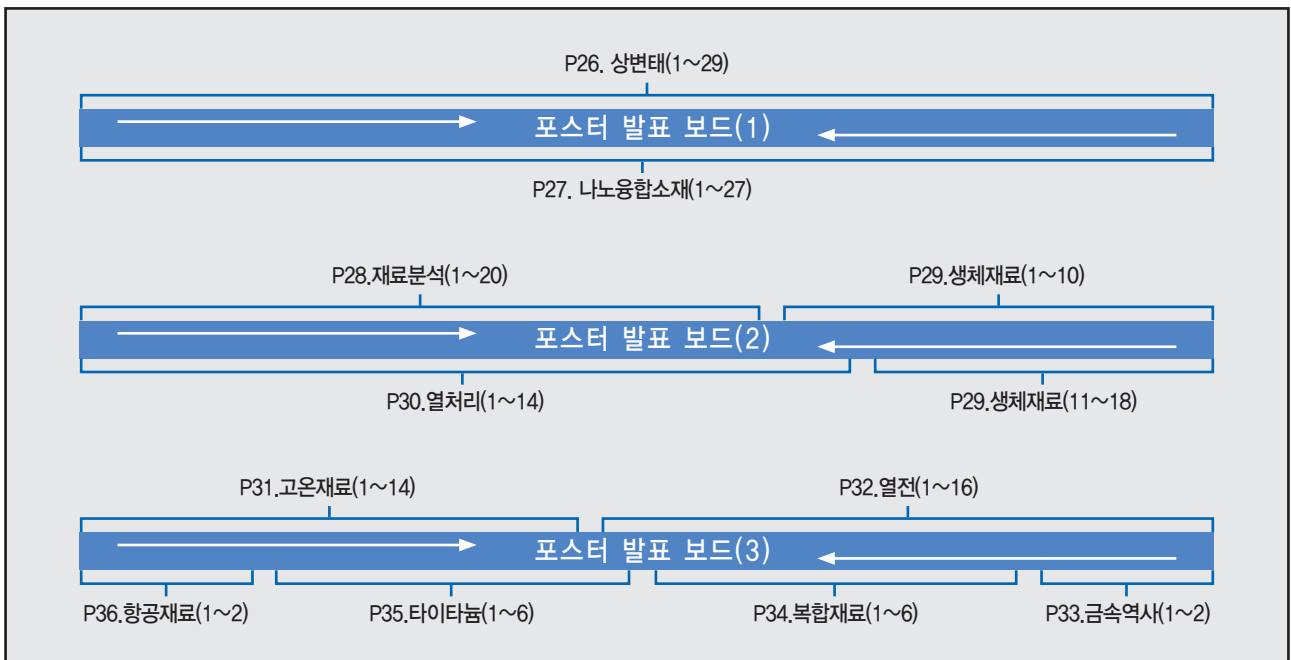 P26. 상변태(1～29)
포스터 발표 보드(1)
P27. 나노융합소재(1～27)
P28.재료분석(1～20)
P29.생체재료(1～10)
포스터 발표 보드(2)
P30.열처리(1～14)
P29.생체재료(11～18)
P31.고온재료(1～14)
P32.열전(1～16)
포스터 발표 보드(3)
P36.항공재료(1～2)
P35.타이타늄(1～6)
P34.복합재료(1～6)
P33.금속역사(1～2)